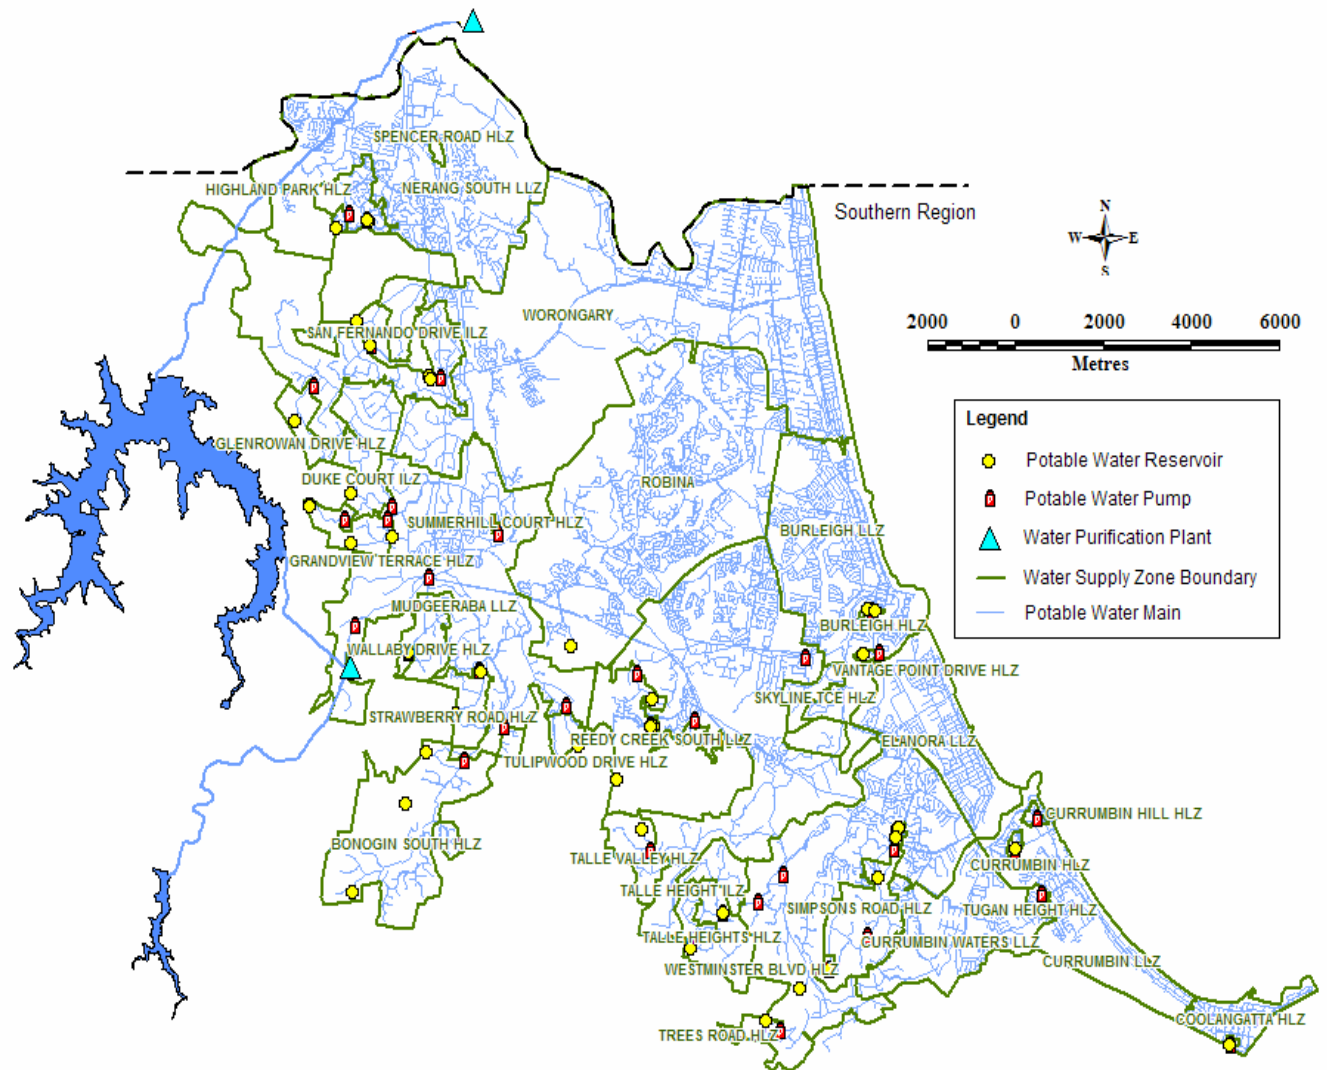 SPENCER ROAD HLZ
HIGHLAND PARK HLZ
NERANG SOUTH LLZ
Southern Region
N
W
E
S
WORONGARY
SAN FERNANDO DRIVE ILZ
2000
0
2000
4000
6000
Metres
Legend
Potable Water Reservoir
Potable Water Pump
Water Purification Plant
Water Supply Zone Boundary
Potable Water Main
GLENROWAN DRIVE HLZ
DUKE COURT ILZ
ROBINA
SUMMERHILL COURT HLZ
BURLEIGH LLZ
GRANDVIEW TERRACE HLZ
MUDGEERABA LLZ
BURLEIGH HLZ
WALLABY DRIVE HLZ
VANTAGE POINT DRIVE HLZ
SKYLINE TCE HLZ
STRAWBERRY ROAD HLZ
REEDY CREEK SOUTH LLZ
ELANORA LLZ
TULIPWOOD DRIVE HLZ
CURRUMBIN HILL HLZ
BONOGIN SOUTH HLZ
TALLE VALLEY HLZ
CURRUMBIN HLZ
TALLE HEIGHT ILZ
SIMPSONS ROAD HLZ
TUGAN HEIGHT HLZ
TALLE HEIGHTS HLZ
CURRUMBIN WATERS LLZ
CURRUMBIN LLZ
WESTMINSTER BLVD HLZ
COOLANGATTA HLZ
TREES ROAD HLZ